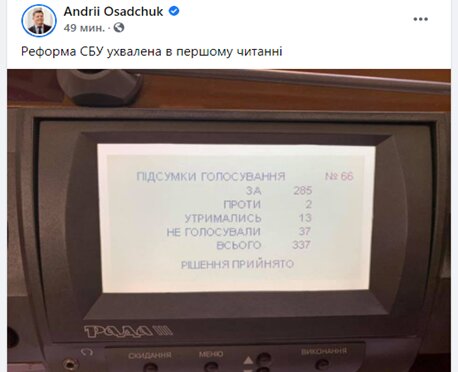 Andrii Osadchuk
49 мин. ·
Реформа СБУ ухвалена в першому читанні
ПІДСУМКИ ГОЛОСУВАННЯ № 66
ЗА 285
ПРОТИ 2
УТРИМАЛИСЬ 13
НЕ ГОЛОСУВАЛИ 37
ВСЬОГО 337
РІШЕННЯ ПРИЙНЯТО
РАДА III
СКИДАННЯ МЕНЮ ВИКОНАННЯ